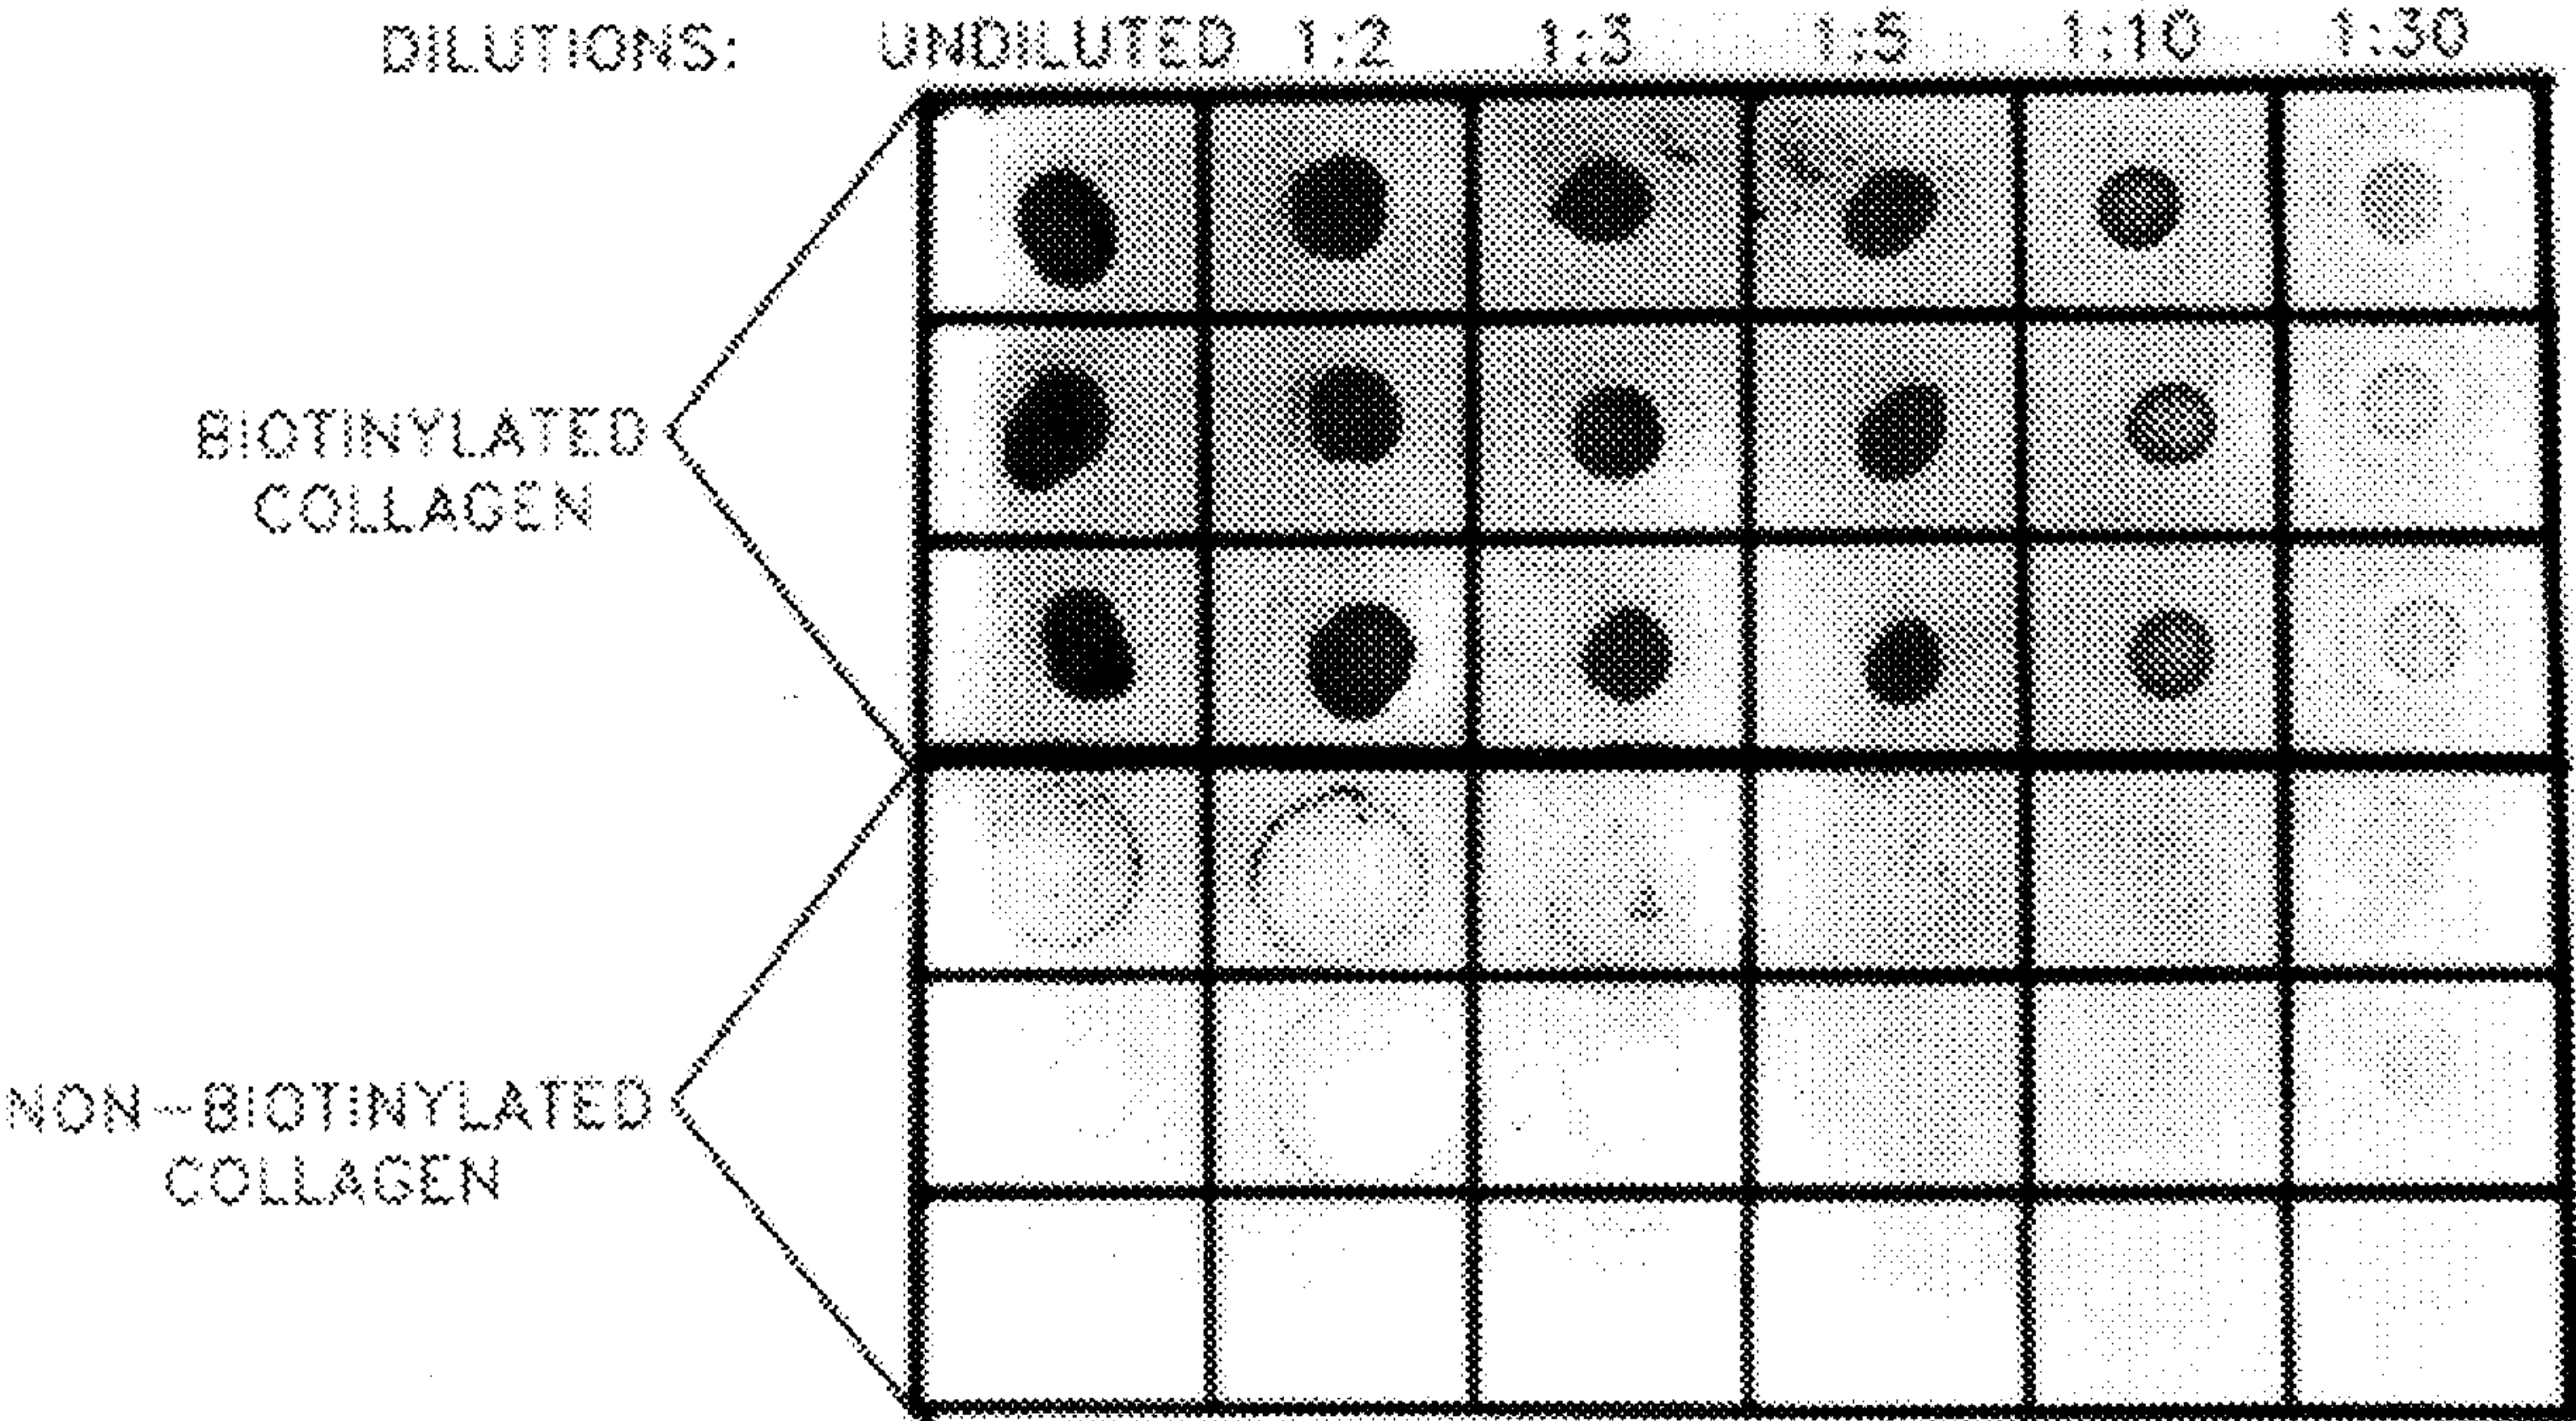 DILUTIONS: UNDILUTED 1:2 1:3 1:5 1:10 1:30
BIOTINYLATED
COLLAGEN
NON-BIOTINYLATED
COLLAGEN